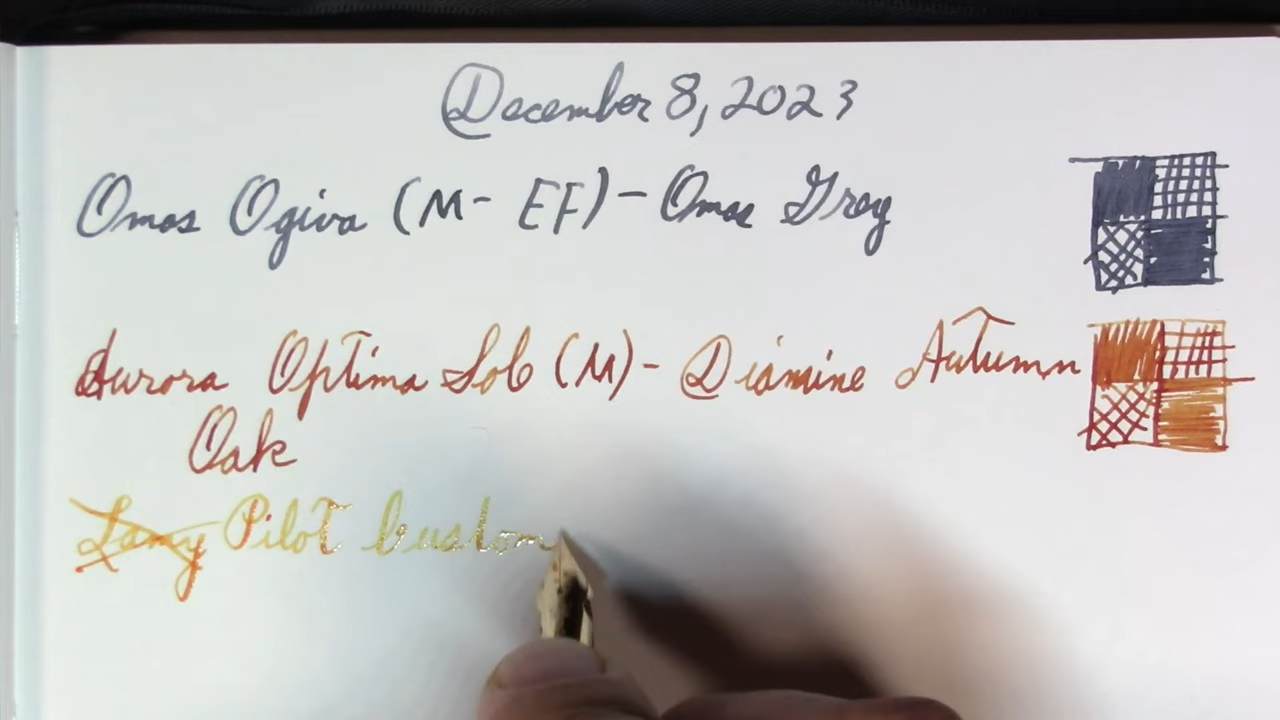 December 8, 2023
Omas Ogiva (M- EF) - Omas Grey
Aurora Optima Sole (M) - Diamine Autumn
Oak
Lamy Pilot Custom